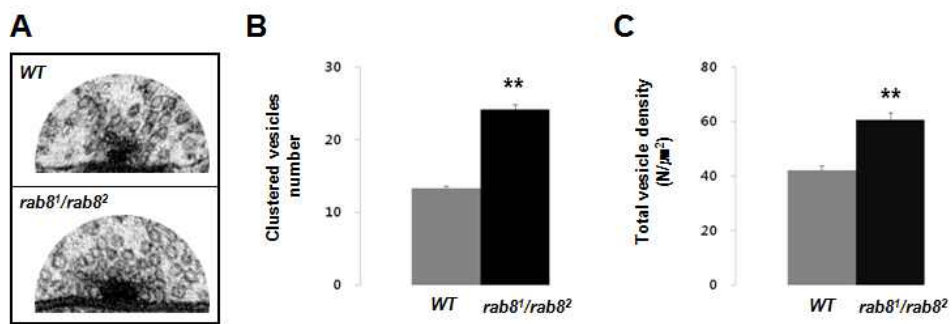 A
WT
rab8¹/rab8²
B
Clustered vesicles
number
30
20
10
0
**
WT
rab8¹/rab8²
C
Total vesicle density
(N/㎛²)
80
60
40
20
0
**
WT
rab8¹/rab8²